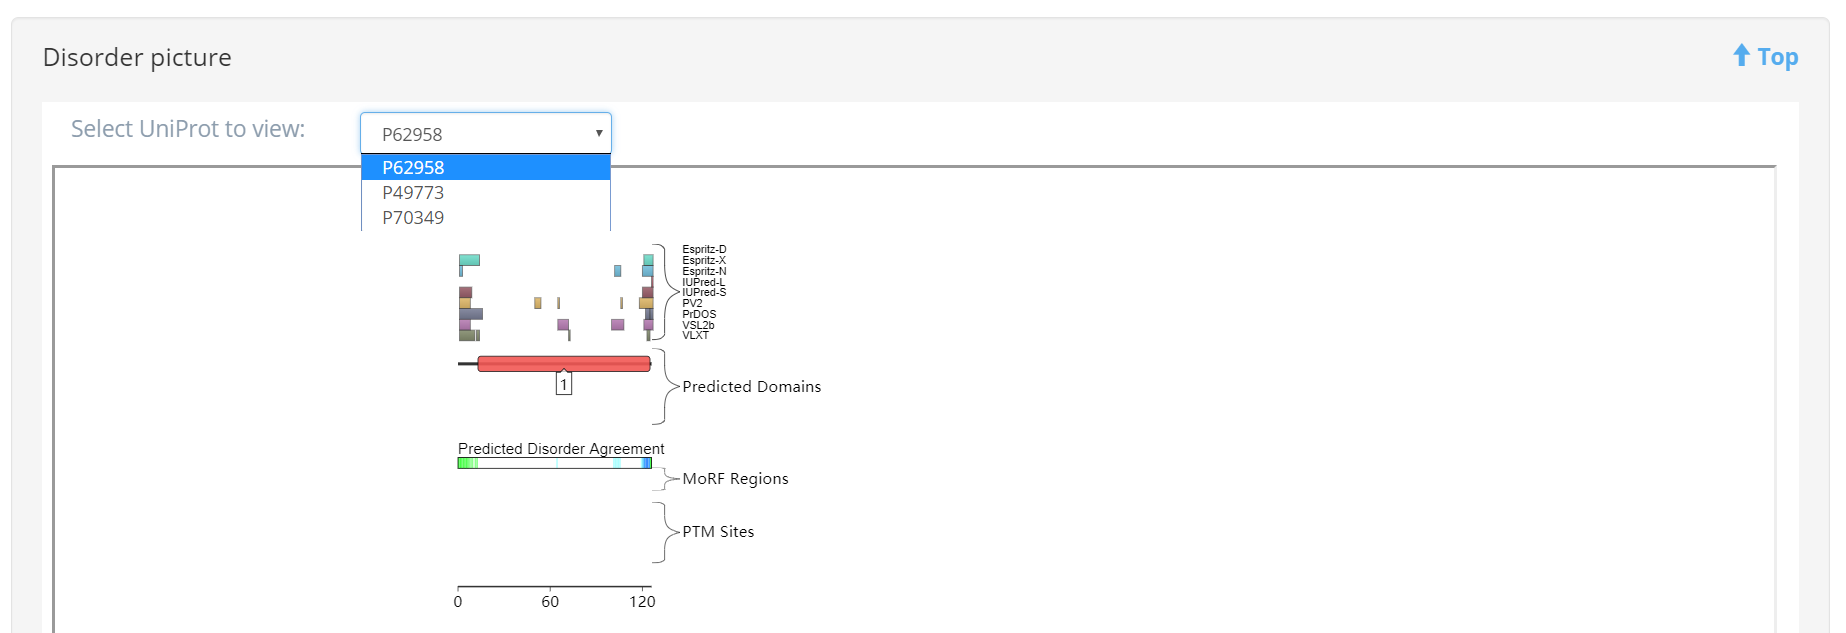 Disorder picture
Top
Select UniProt to view:
P62958
P62958
P49773
P70349
Espritz-D
Espritz-X
Espritz-N
IUPred-L
IUPred-S
PV2
PrDOS
VSL2b
VLXT
1
Predicted Domains
Predicted Disorder Agreement
MoRF Regions
PTM Sites
0 60 120